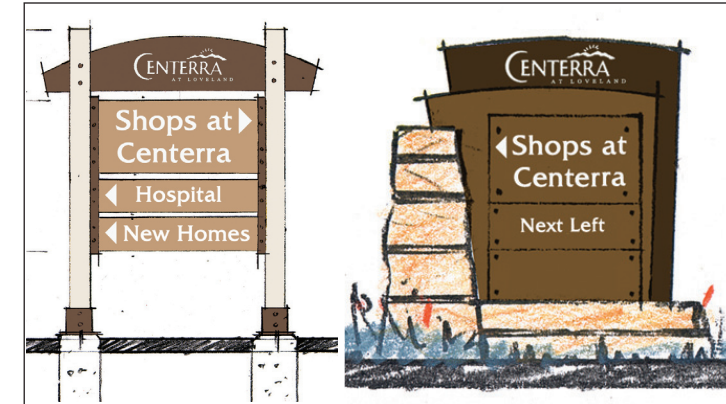 CENTERRA
AT LOVELAND
Shops at
Centerra
Hospital
New Homes
CENTERRA
AT LOVELAND
Shops at
Centerra
Next Left